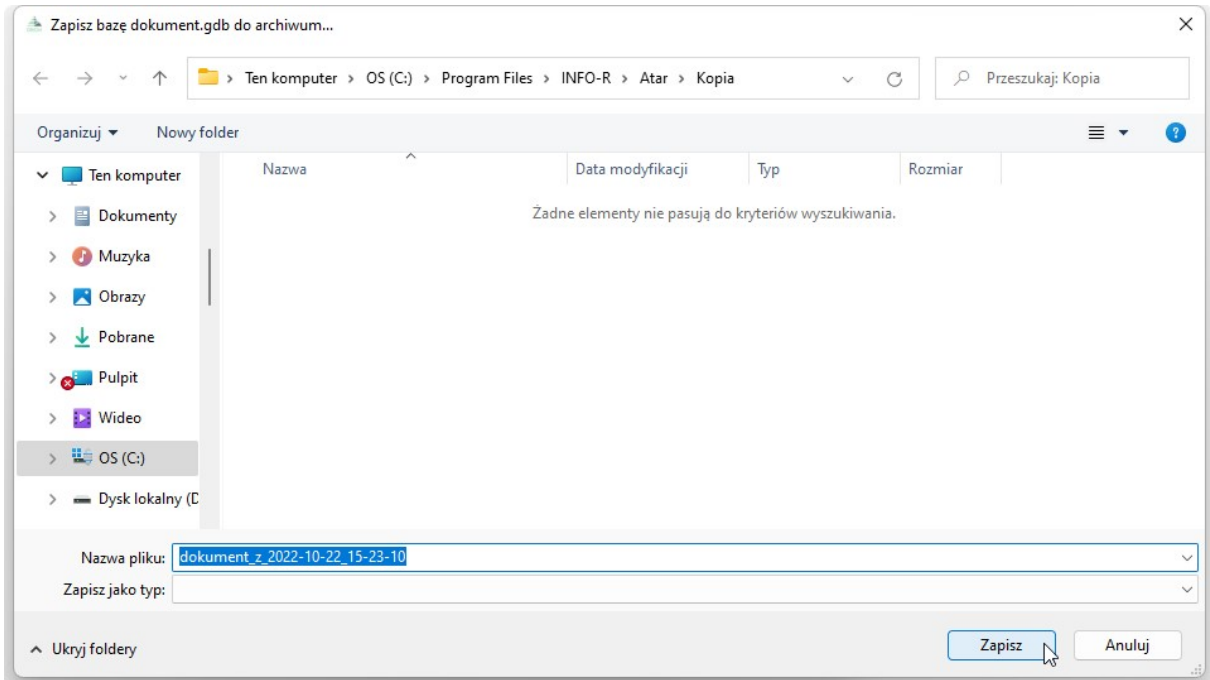 Zapisz bazę dokument.gdb do archiwum...
Ten komputer > OS (C:) > Program Files > INFO-R > Atar > Kopia
Przeszukaj: Kopia
Organizuj
Nowy folder
Nazwa
Data modyfikacji
Typ
Rozmiar
Żadne elementy nie pasują do kryteriów wyszukiwania.
Ten komputer
Dokumenty
Muzyka
Obrazy
Pobrane
Pulpit
Wideo
OS (C:)
Dysk lokalny (D
Nazwa pliku: dokument_z_2022-10-22_15-23-10
Zapisz jako typ:
Ukryj foldery
Zapisz
Anuluj